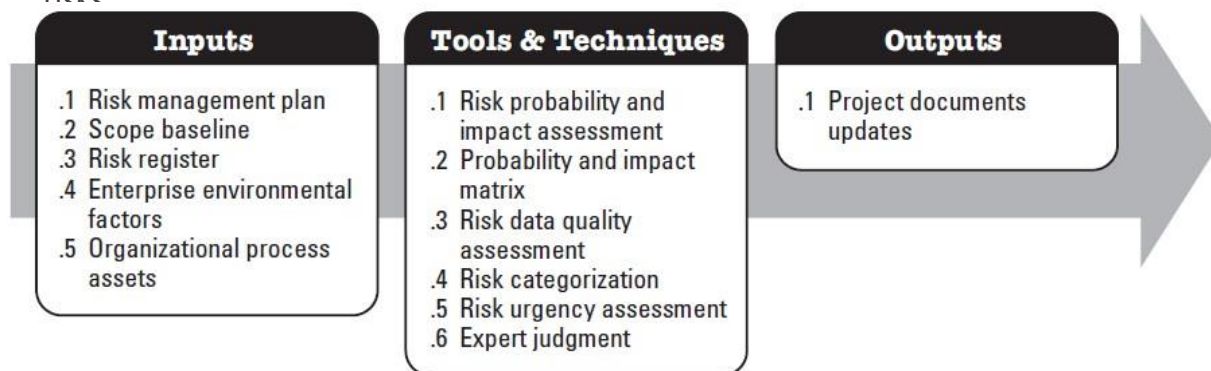 Inputs
.1 Risk management plan
.2 Scope baseline
.3 Risk register
.4 Enterprise environmental
factors
.5 Organizational process
assets
Tools & Techniques
.1 Risk probability and
impact assessment
.2 Probability and impact
matrix
.3 Risk data quality
assessment
.4 Risk categorization
.5 Risk urgency assessment
.6 Expert judgment
Outputs
.1 Project documents
updates